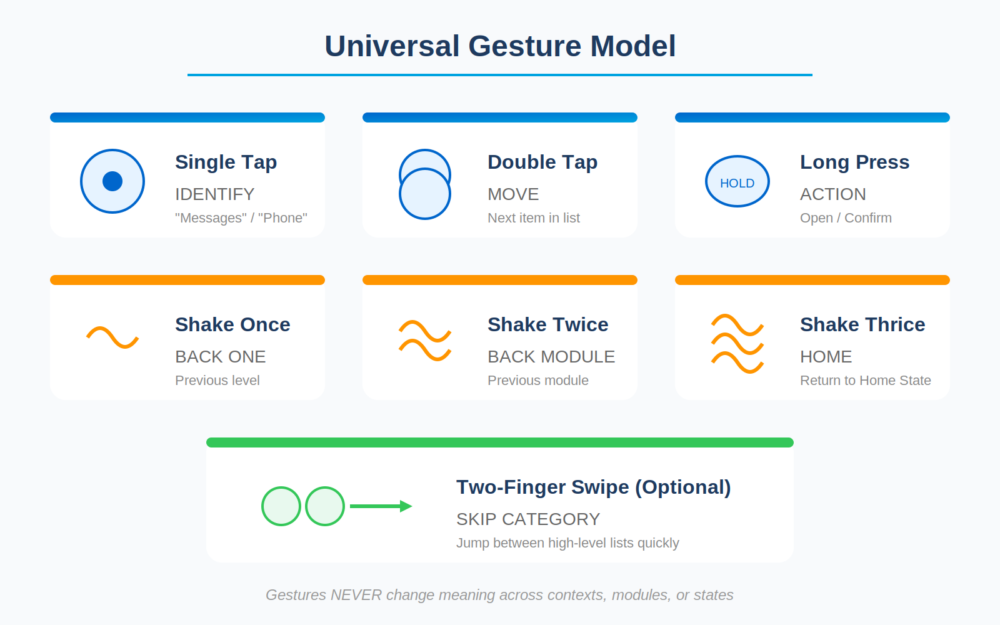 Universal Gesture Model
Single Tap
IDENTIFY
"Messages" / "Phone"
Double Tap
MOVE
Next item in list
HOLD
Long Press
ACTION
Open / Confirm
Shake Once
BACK ONE
Previous level
Shake Twice
BACK MODULE
Previous module
Shake Thrice
HOME
Return to Home State
Two-Finger Swipe (Optional)
SKIP CATEGORY
Jump between high-level lists quickly
Gestures NEVER change meaning across contexts, modules, or states